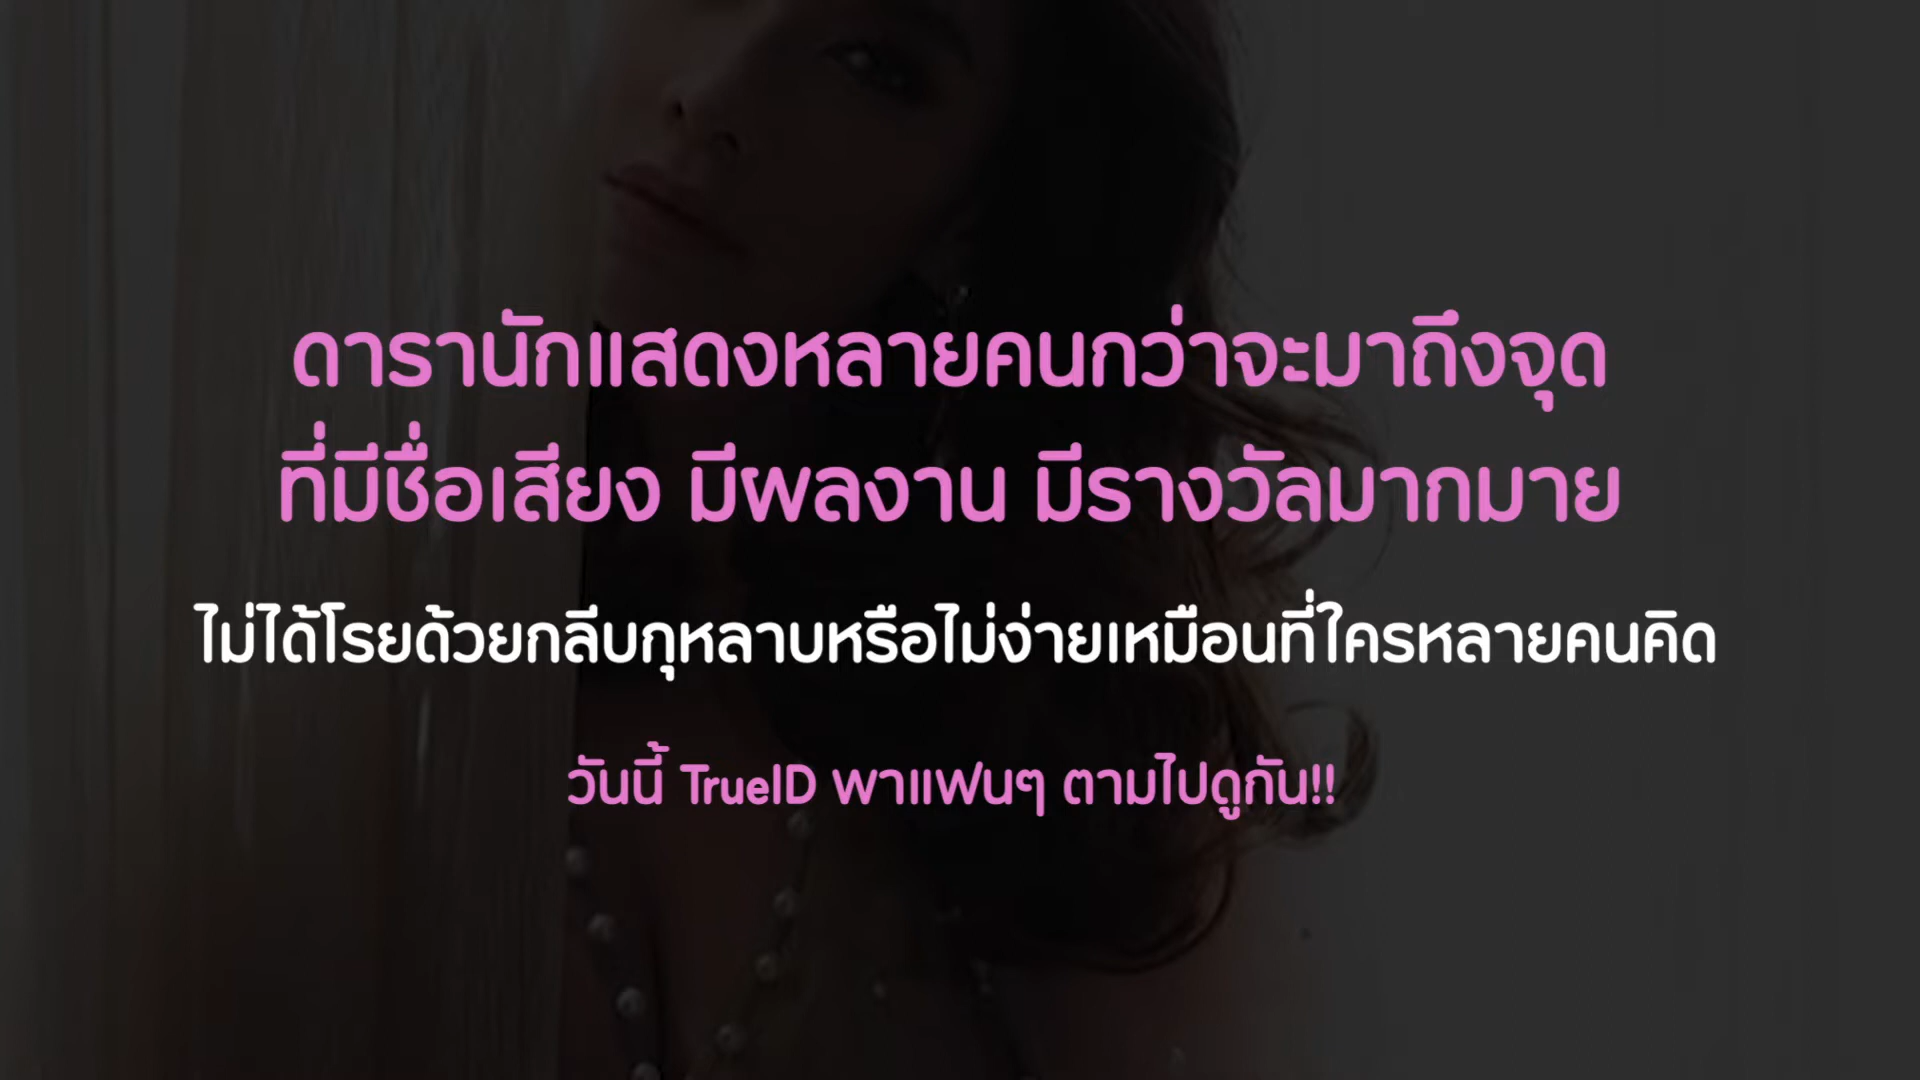 ดารานักแสดงหลายคนกว่าจะมาถึงจุด
ที่มีชื่อเสียง มีผลงาน มีรางวัลมากมาย
ไม่ได้โรยด้วยกลีบกุหลาบหรือไม่ง่ายเหมือนที่ใครหลายคนคิด
วันนี้ TrueID พาแฟนๆ ตามไปดูกัน!!